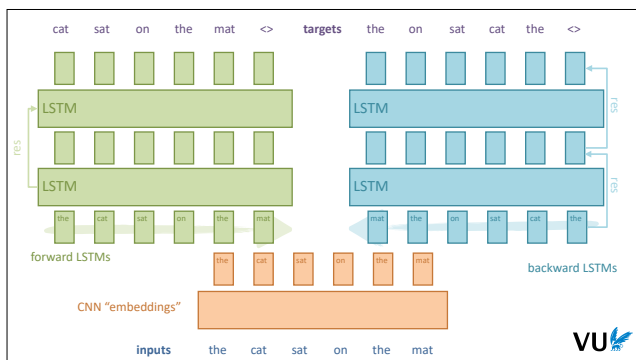 cat sat on the mat <> targets the on sat cat the <>
LSTM LSTM
res res
LSTM LSTM
res
the cat sat on the mat mat the on sat cat the
forward LSTMs backward LSTMs
the cat sat on the mat
CNN “embeddings”
inputs the cat sat on the mat
VU